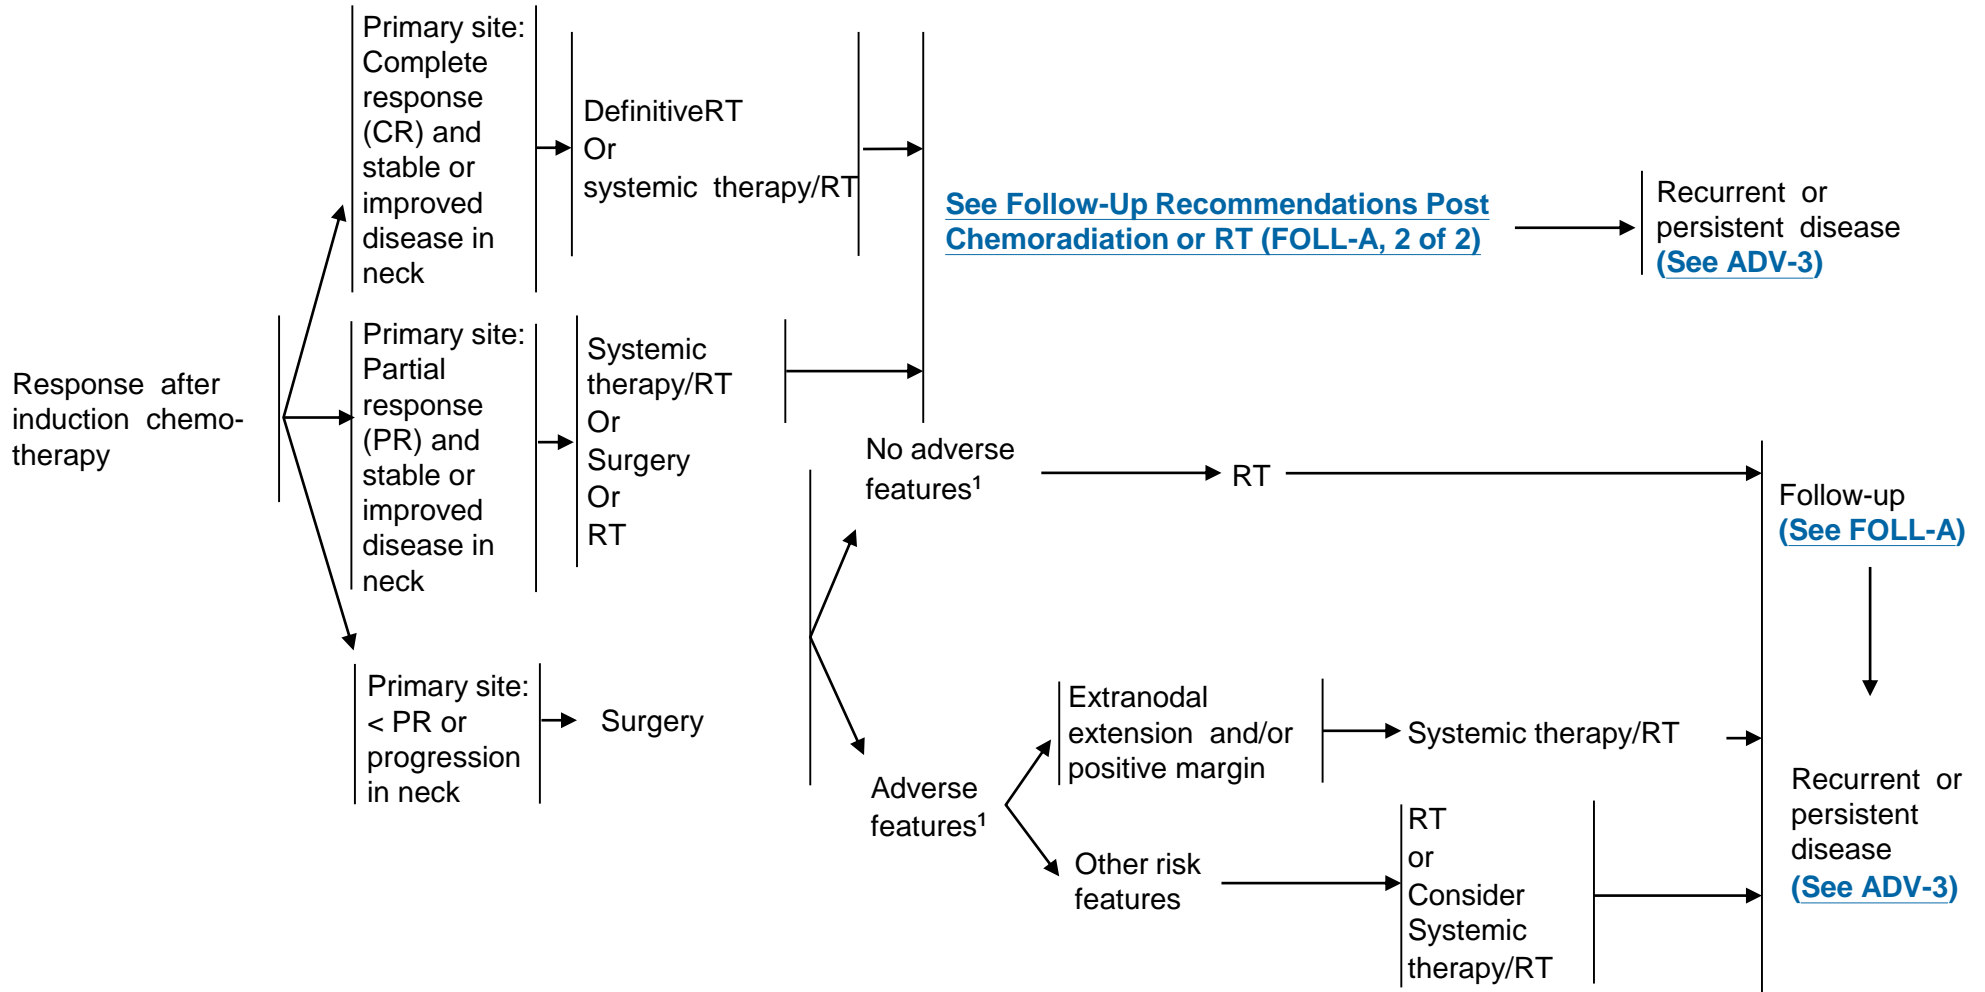 Response after
induction chemo-
therapy
Primary site:
Complete
response
(CR) and
stable or
improved
disease in
neck
DefinitiveRT
Or
systemic therapy/RT
See Follow-Up Recommendations Post
Chemoradiation or RT (FOLL-A, 2 of 2)
Recurrent or
persistent disease
(See ADV-3)
Primary site:
Partial
response
(PR) and
stable or
improved
disease in
neck
Systemic
therapy/RT
Or
Surgery
Or
RT
Primary site:
< PR or
progression
in neck
Surgery
No adverse
features¹
RT
Adverse
features¹
Extranodal
extension and/or
positive margin
Systemic therapy/RT
Other risk
features
RT
or
Consider
Systemic
therapy/RT
Follow-up
(See FOLL-A)
Recurrent or
persistent
disease
(See ADV-3)